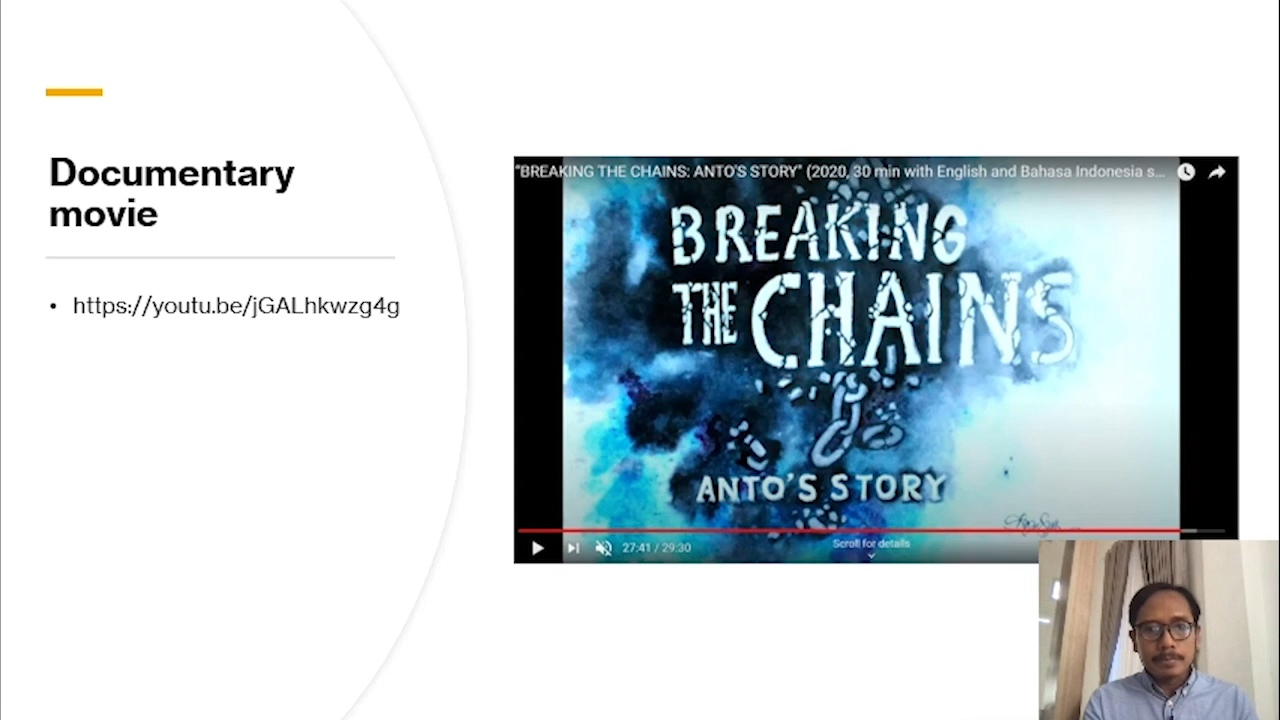 Documentary
movie
• https://youtu.be/jGALhkwzg4g
"BREAKING THE CHAINS: ANTO'S STORY" (2020, 30 min with English and Bahasa Indonesia s...
BREAKING
THE CHAINS
ANTO'S STORY
27:41 / 29:30
Scroll for details